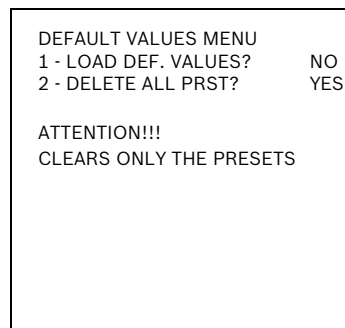 DEFAULT VALUES MENU
1 - LOAD DEF. VALUES? NO
2 - DELETE ALL PRST? YES
ATTENTION!!!
CLEARS ONLY THE PRESETS